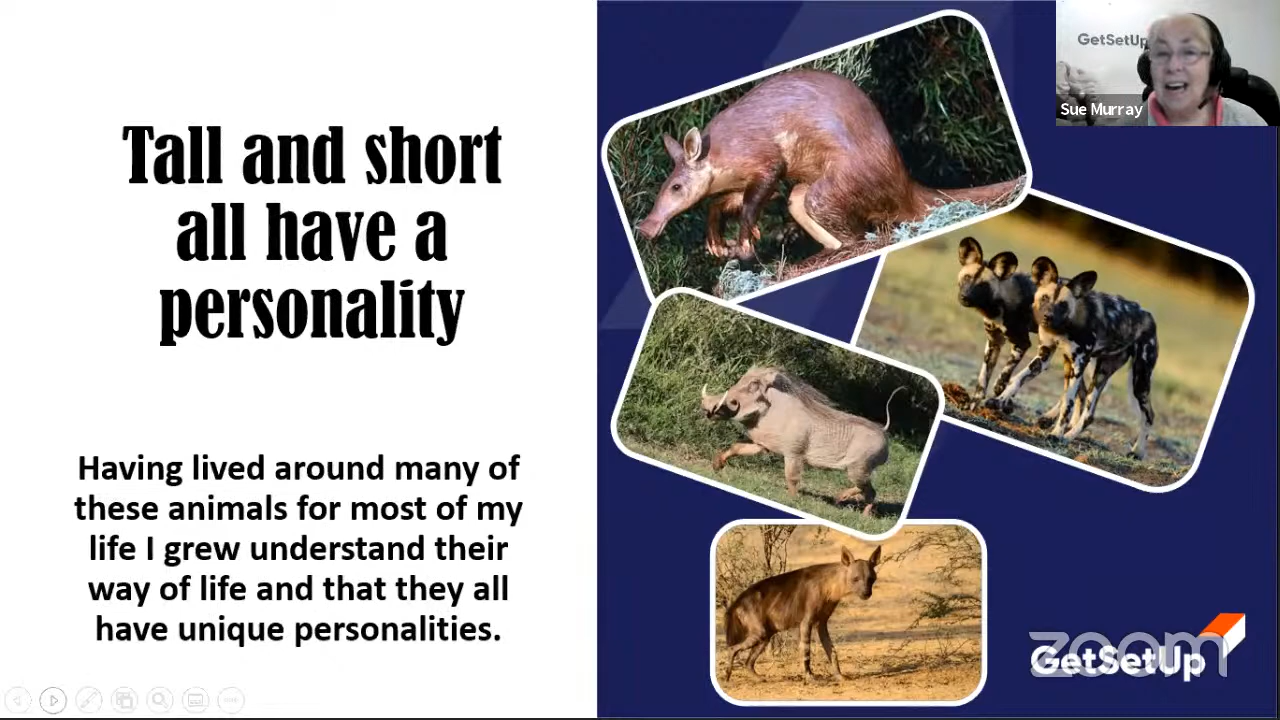 Tall and short
all have a
personality
Having lived around many of
these animals for most of my
life I grew understand their
way of life and that they all
have unique personalities.
GetSetUp
Sue Murray
zoom
GetSetUp